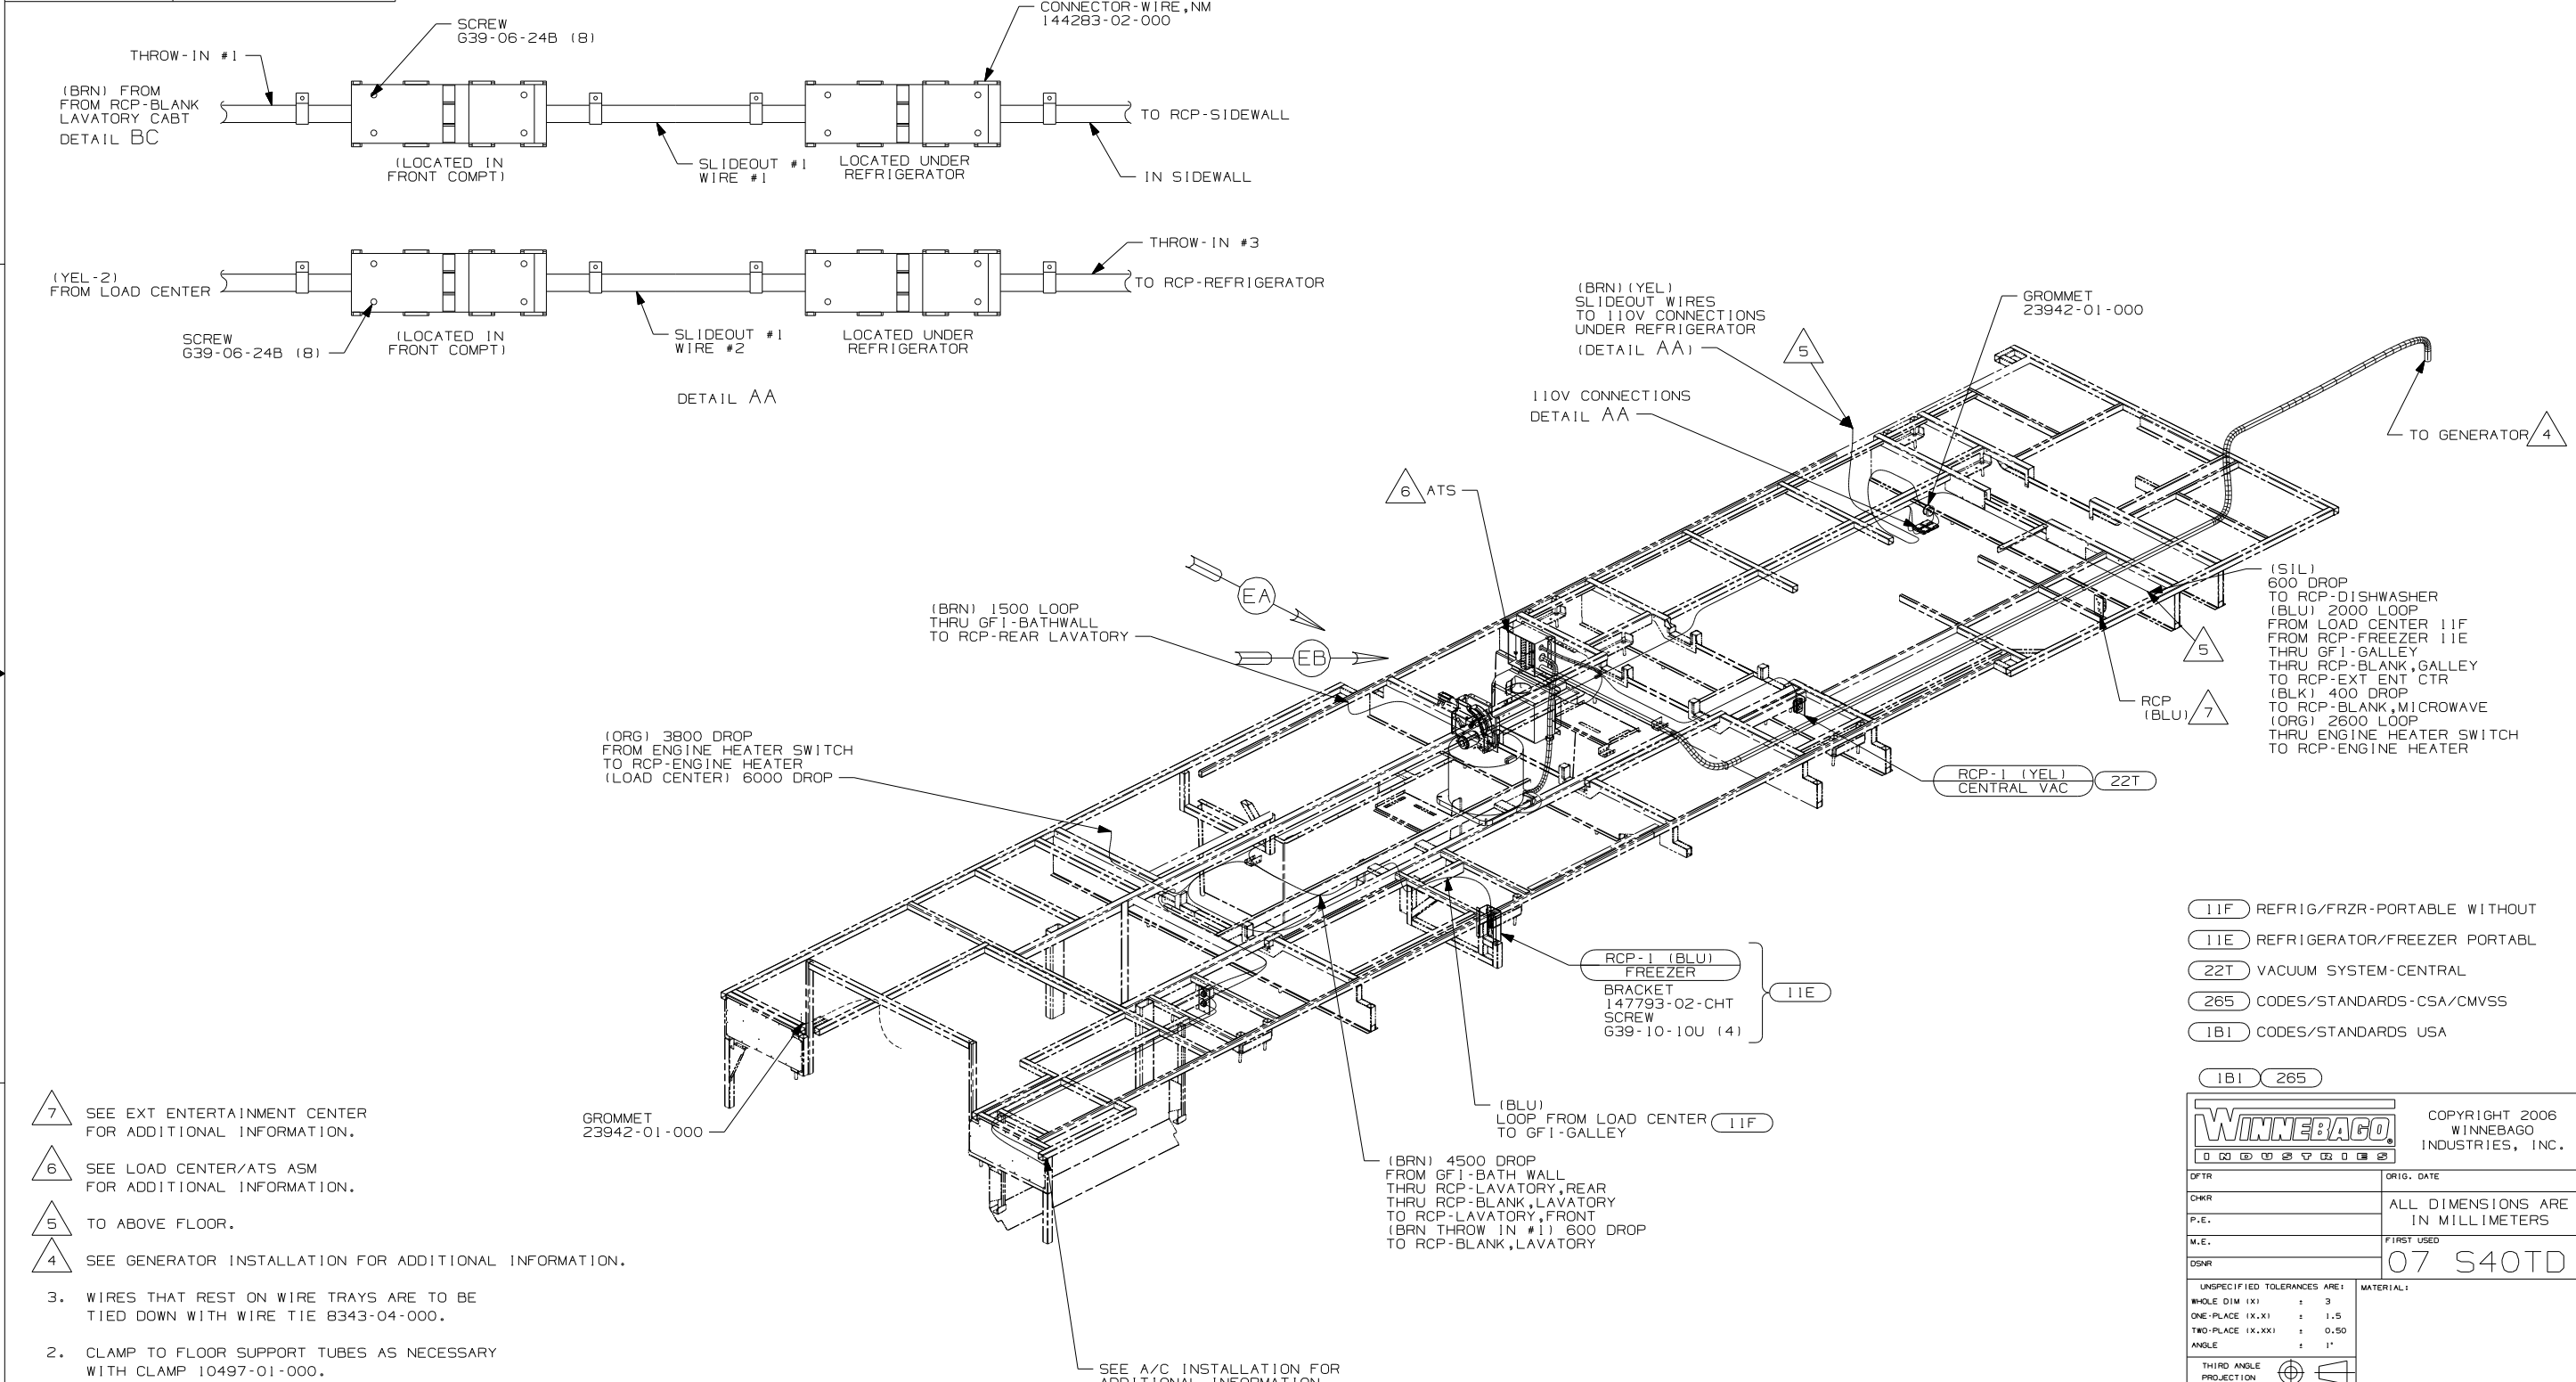 SCREW
G39-06-24B (8)
CONNECTOR-WIRE,NM
144283-02-000
THROW-IN #1
(BRN) FROM
FROM RCP-BLANK
LAVATORY CABT
DETAIL BC
TO RCP-SIDEWALL
(LOCATED IN
FRONT COMPT)
SLIDEOUT #1
WIRE #1
LOCATED UNDER
REFRIGERATOR
IN SIDEWALL
THROW-IN #3
(YEL-2)
FROM LOAD CENTER
TO RCP-REFRIGERATOR
SCREW
G39-06-24B (8)
(LOCATED IN
FRONT COMPT)
SLIDEOUT #1
WIRE #2
LOCATED UNDER
REFRIGERATOR
DETAIL AA
(BRN)(YEL)
SLIDEOUT WIRES
TO 110V CONNECTIONS
UNDER REFRIGERATOR
(DETAIL AA)
5
GROMMET
23942-01-000
110V CONNECTIONS
DETAIL AA
TO GENERATOR 4
6 ATS
EA
EB
(BRN) 1500 LOOP
THRU GFI-BATHWALL
TO RCP-REAR LAVATORY
(SIL)
600 DROP
TO RCP-DISHWASHER
(BLU) 2000 LOOP
FROM LOAD CENTER 11F
FROM RCP-FREEZER 11E
THRU GFI-GALLEY
THRU RCP-BLANK,GALLEY
TO RCP-EXT ENT CTR
(BLK) 400 DROP
TO RCP-BLANK,MICROWAVE
(ORG) 2600 LOOP
THRU ENGINE HEATER SWITCH
TO RCP-ENGINE HEATER
5
RCP
(BLU) 7
(ORG) 3800 DROP
FROM ENGINE HEATER SWITCH
TO RCP-ENGINE HEATER
(LOAD CENTER) 6000 DROP
RCP-1 (YEL)
CENTRAL VAC
22T
RCP-1 (BLU)
FREEZER
BRACKET
147793-02-CHT
SCREW
G39-10-10U (4)
11E
GROMMET
23942-01-000
(BLU)
LOOP FROM LOAD CENTER 11F
TO GFI-GALLEY
(BRN) 4500 DROP
FROM GFI-BATH WALL
THRU RCP-LAVATORY,REAR
THRU RCP-BLANK,LAVATORY
TO RCP-LAVATORY,FRONT
(BRN THROW IN #1) 600 DROP
TO RCP-BLANK,LAVATORY
SEE A/C INSTALLATION FOR
ADDITIONAL INFORMATION
7 SEE EXT ENTERTAINMENT CENTER
FOR ADDITIONAL INFORMATION.
6 SEE LOAD CENTER/ATS ASM
FOR ADDITIONAL INFORMATION.
5 TO ABOVE FLOOR.
4 SEE GENERATOR INSTALLATION FOR ADDITIONAL INFORMATION.
3. WIRES THAT REST ON WIRE TRAYS ARE TO BE
TIED DOWN WITH WIRE TIE 8343-04-000.
2. CLAMP TO FLOOR SUPPORT TUBES AS NECESSARY
WITH CLAMP 10497-01-000.
11F REFRIG/FRZR-PORTABLE WITHOUT
11E REFRIGERATOR/FREEZER PORTABL
22T VACUUM SYSTEM-CENTRAL
265 CODES/STANDARDS-CSA/CMVSS
1B1 CODES/STANDARDS USA
1B1 265
WINNEBAGO®
INDUSTRIES
COPYRIGHT 2006
WINNEBAGO
INDUSTRIES, INC.
DFTR
ORIG. DATE
CHKR
ALL DIMENSIONS ARE
IN MILLIMETERS
P.E.
M.E.
FIRST USED
07 S40TD
DSNR
UNSPECIFIED TOLERANCES ARE:
MATERIAL:
WHOLE DIM (X) ± 3
ONE-PLACE (X.X) ± 1.5
TWO-PLACE (X.XX) ± 0.50
ANGLE ± 1°
THIRD ANGLE
PROJECTION